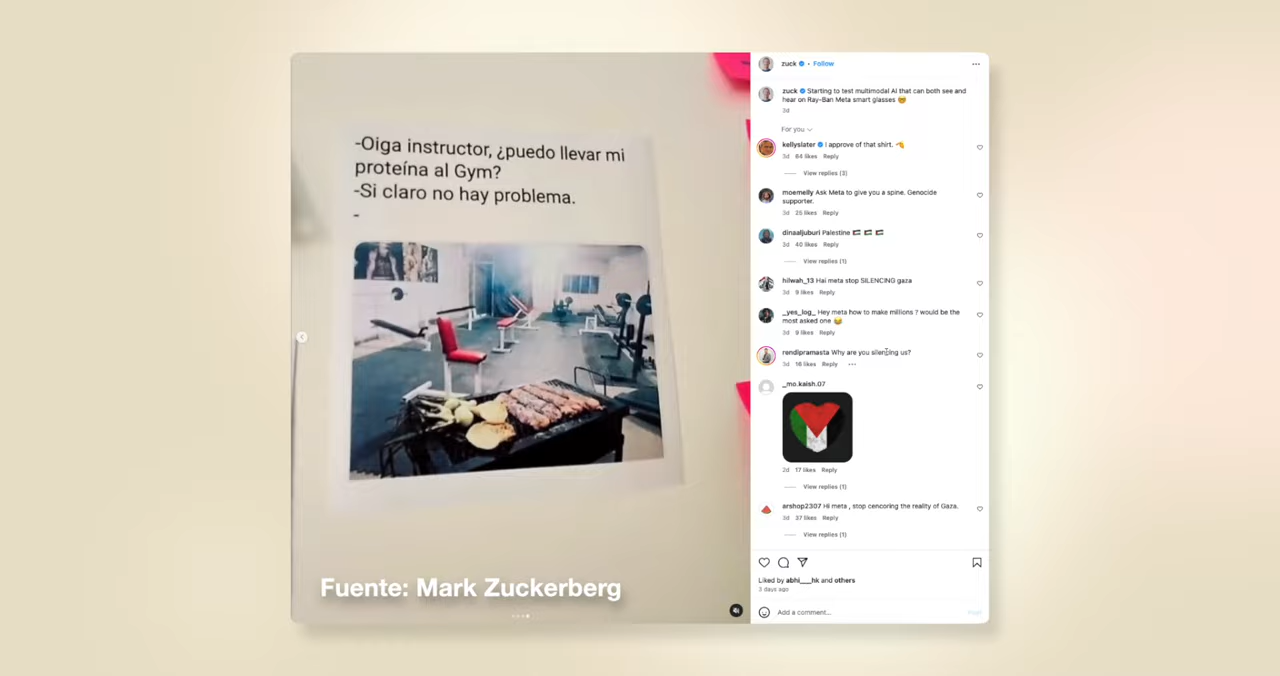 -Oiga instructor, ¿puedo llevar mi
proteína al Gym?
-Si claro no hay problema.
-
Fuente: Mark Zuckerberg
zuck • Follow
zuck Starting to test multimodal AI that can both see and
hear on Ray-Ban Meta smart glasses 🤓
3d
For you
kellyslater I approve of that shirt. 🤙
3d 64 likes Reply
View replies (3)
moemelly Ask Meta to give you a spine. Genocide
supporter.
3d 25 likes Reply
dinaaljuburi Palestine 🇵🇸 🇵🇸 🇵🇸
3d 40 likes Reply
View replies (1)
hilwah_13 Hai meta stop SILENCING gaza
3d 9 likes Reply
_yes_log_ Hey meta how to make millions ? would be the
most asked one 😂
3d 9 likes Reply
rendipramasta Why are you silencing us?
3d 18 likes Reply
_mo.kaish.07
2d 17 likes Reply
View replies (1)
arshop2307 Hi meta , stop cencoring the reality of Gaza.
3d 37 likes Reply
View replies (1)
Liked by abhi___hk and others
3 days ago
Add a comment...
Post